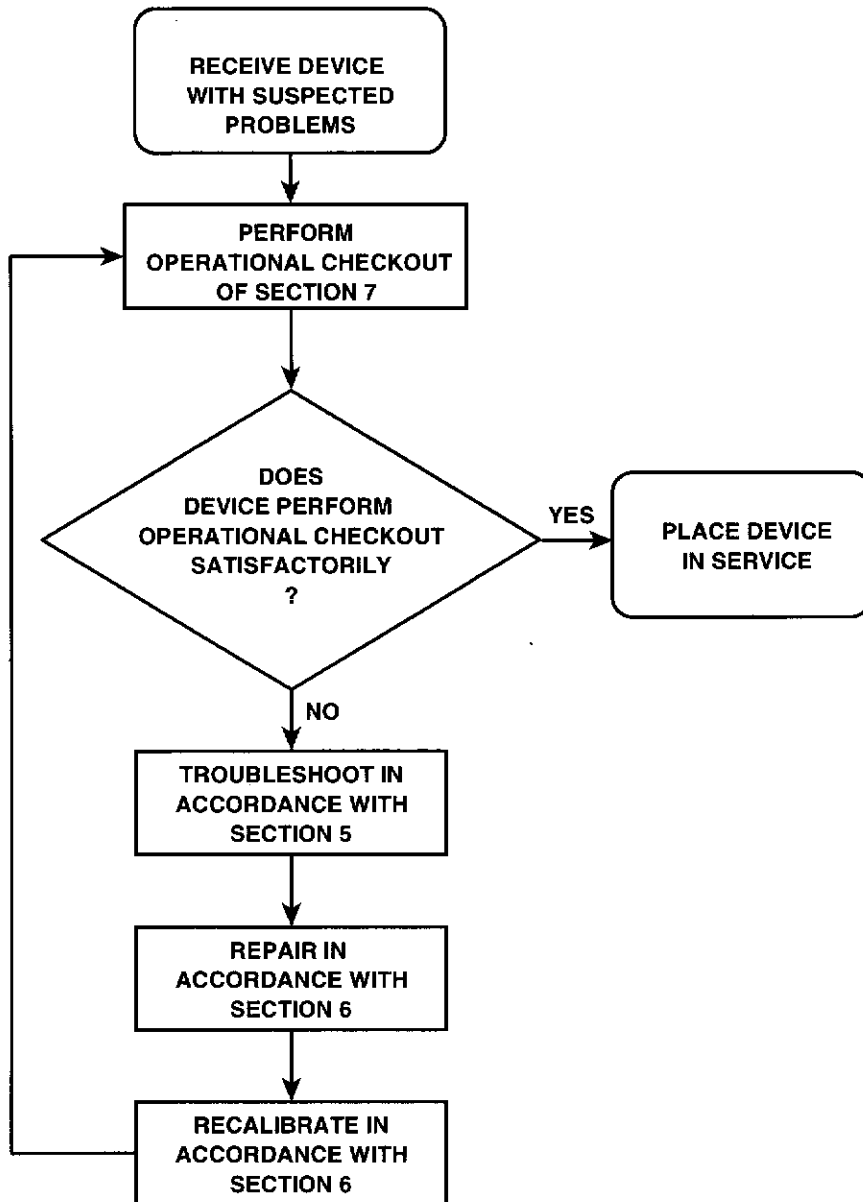 RECEIVE DEVICE
WITH SUSPECTED
PROBLEMS
PERFORM
OPERATIONAL CHECKOUT
OF SECTION 7
DOES
DEVICE PERFORM
OPERATIONAL CHECKOUT
SATISFACTORILY
?
YES
PLACE DEVICE
IN SERVICE
NO
TROUBLESHOOT IN
ACCORDANCE WITH
SECTION 5
REPAIR IN
ACCORDANCE WITH
SECTION 6
RECALIBRATE IN
ACCORDANCE WITH
SECTION 6